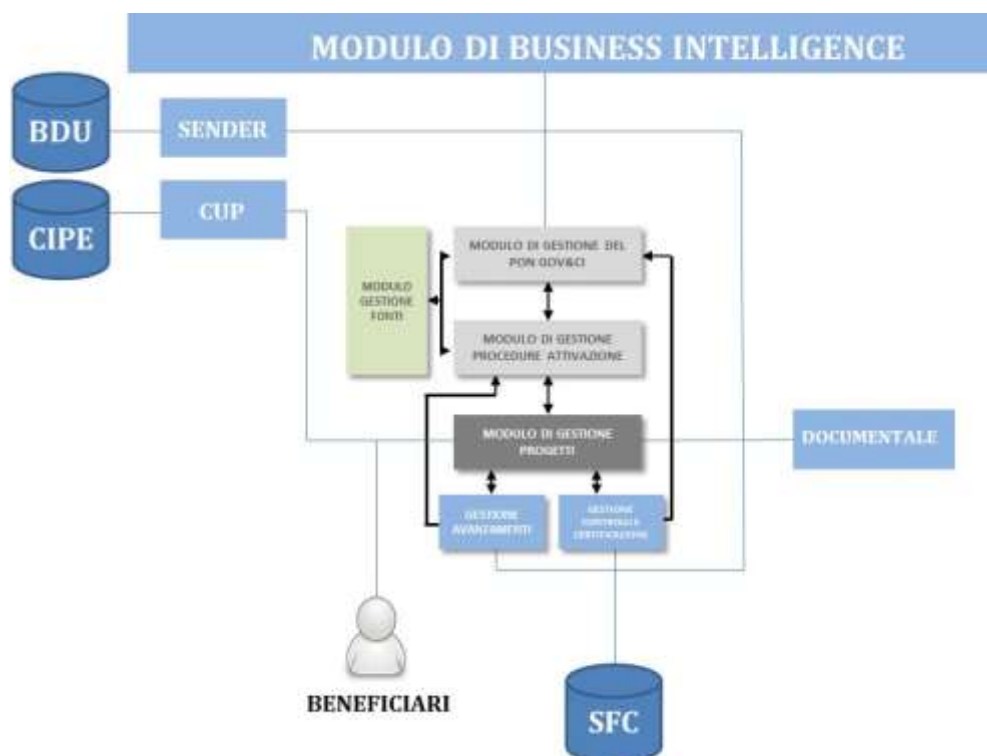 MODULO DI BUSINESS INTELLIGENCE
BDU
SENDER
CIPE
CUP
MODULO DI GESTIONE DEL
PON GOV&CI
MODULO
GESTIONE
FONTI
MODULO DI GESTIONE
PROCEDURE ATTIVAZIONE
MODULO DI GESTIONE
PROGETTI
DOCUMENTALE
GESTIONE
AVANZAMENTI
GESTIONE
CONTROLLI E
CERTIFICAZIONE
BENEFICIARI
SFC